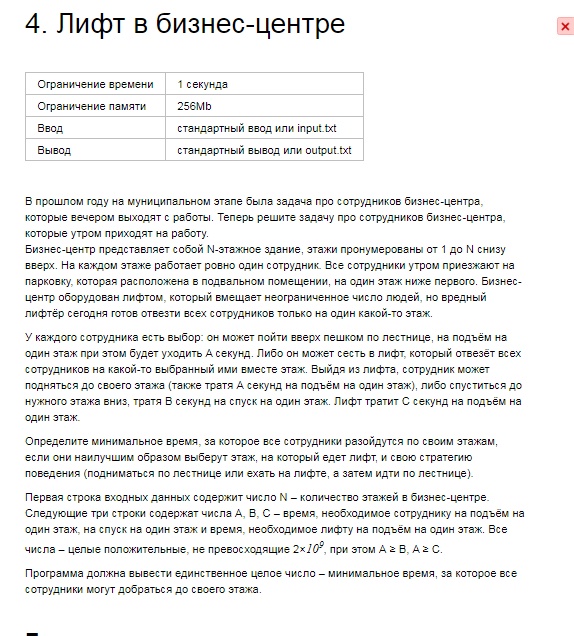 4. Лифт в бизнес-центре
Ограничение времени 1 секунда
Ограничение памяти 256Mb
Ввод стандартный ввод или input.txt
Вывод стандартный вывод или output.txt
В прошлом году на муниципальном этапе была задача про сотрудников бизнес-центра,
которые вечером выходят с работы. Теперь решите задачу про сотрудников бизнес-центра,
которые утром приходят на работу.
Бизнес-центр представляет собой N-этажное здание, этажи пронумерованы от 1 до N снизу
вверх. На каждом этаже работает ровно один сотрудник. Все сотрудники утром приезжают на
парковку, которая расположена в подвальном помещении, на один этаж ниже первого. Бизнес-
центр оборудован лифтом, который вмещает неограниченное число людей, но вредный
лифтёр сегодня готов отвезти всех сотрудников только на один какой-то этаж.
У каждого сотрудника есть выбор: он может пойти вверх пешком по лестнице, на подъём на
один этаж при этом будет уходить A секунд. Либо он может сесть в лифт, который отвезёт всех
сотрудников на какой-то выбранный ими вместе этаж. Выйдя из лифта, сотрудник может
подняться до своего этажа (также тратя A секунд на подъём на один этаж), либо спуститься до
нужного этажа вниз, тратя B секунд на спуск на один этаж. Лифт тратит C секунд на подъём на
один этаж.
Определите минимальное время, за которое все сотрудники разойдутся по своим этажам,
если они наилучшим образом выберут этаж, на который едет лифт, и свою стратегию
поведения (подниматься по лестнице или ехать на лифте, а затем идти по лестнице).
Первая строка входных данных содержит число N – количество этажей в бизнес-центре.
Следующие три строки содержат числа A, B, C – время, необходимое сотруднику на подъём на
один этаж, на спуск на один этаж и время, необходимое лифту на подъём на один этаж. Все
числа – целые положительные, не превосходящие 2×10⁹, при этом A ≥ B, A ≥ C.
Программа должна вывести единственное целое число – минимальное время, за которое все
сотрудники могут добраться до своего этажа.